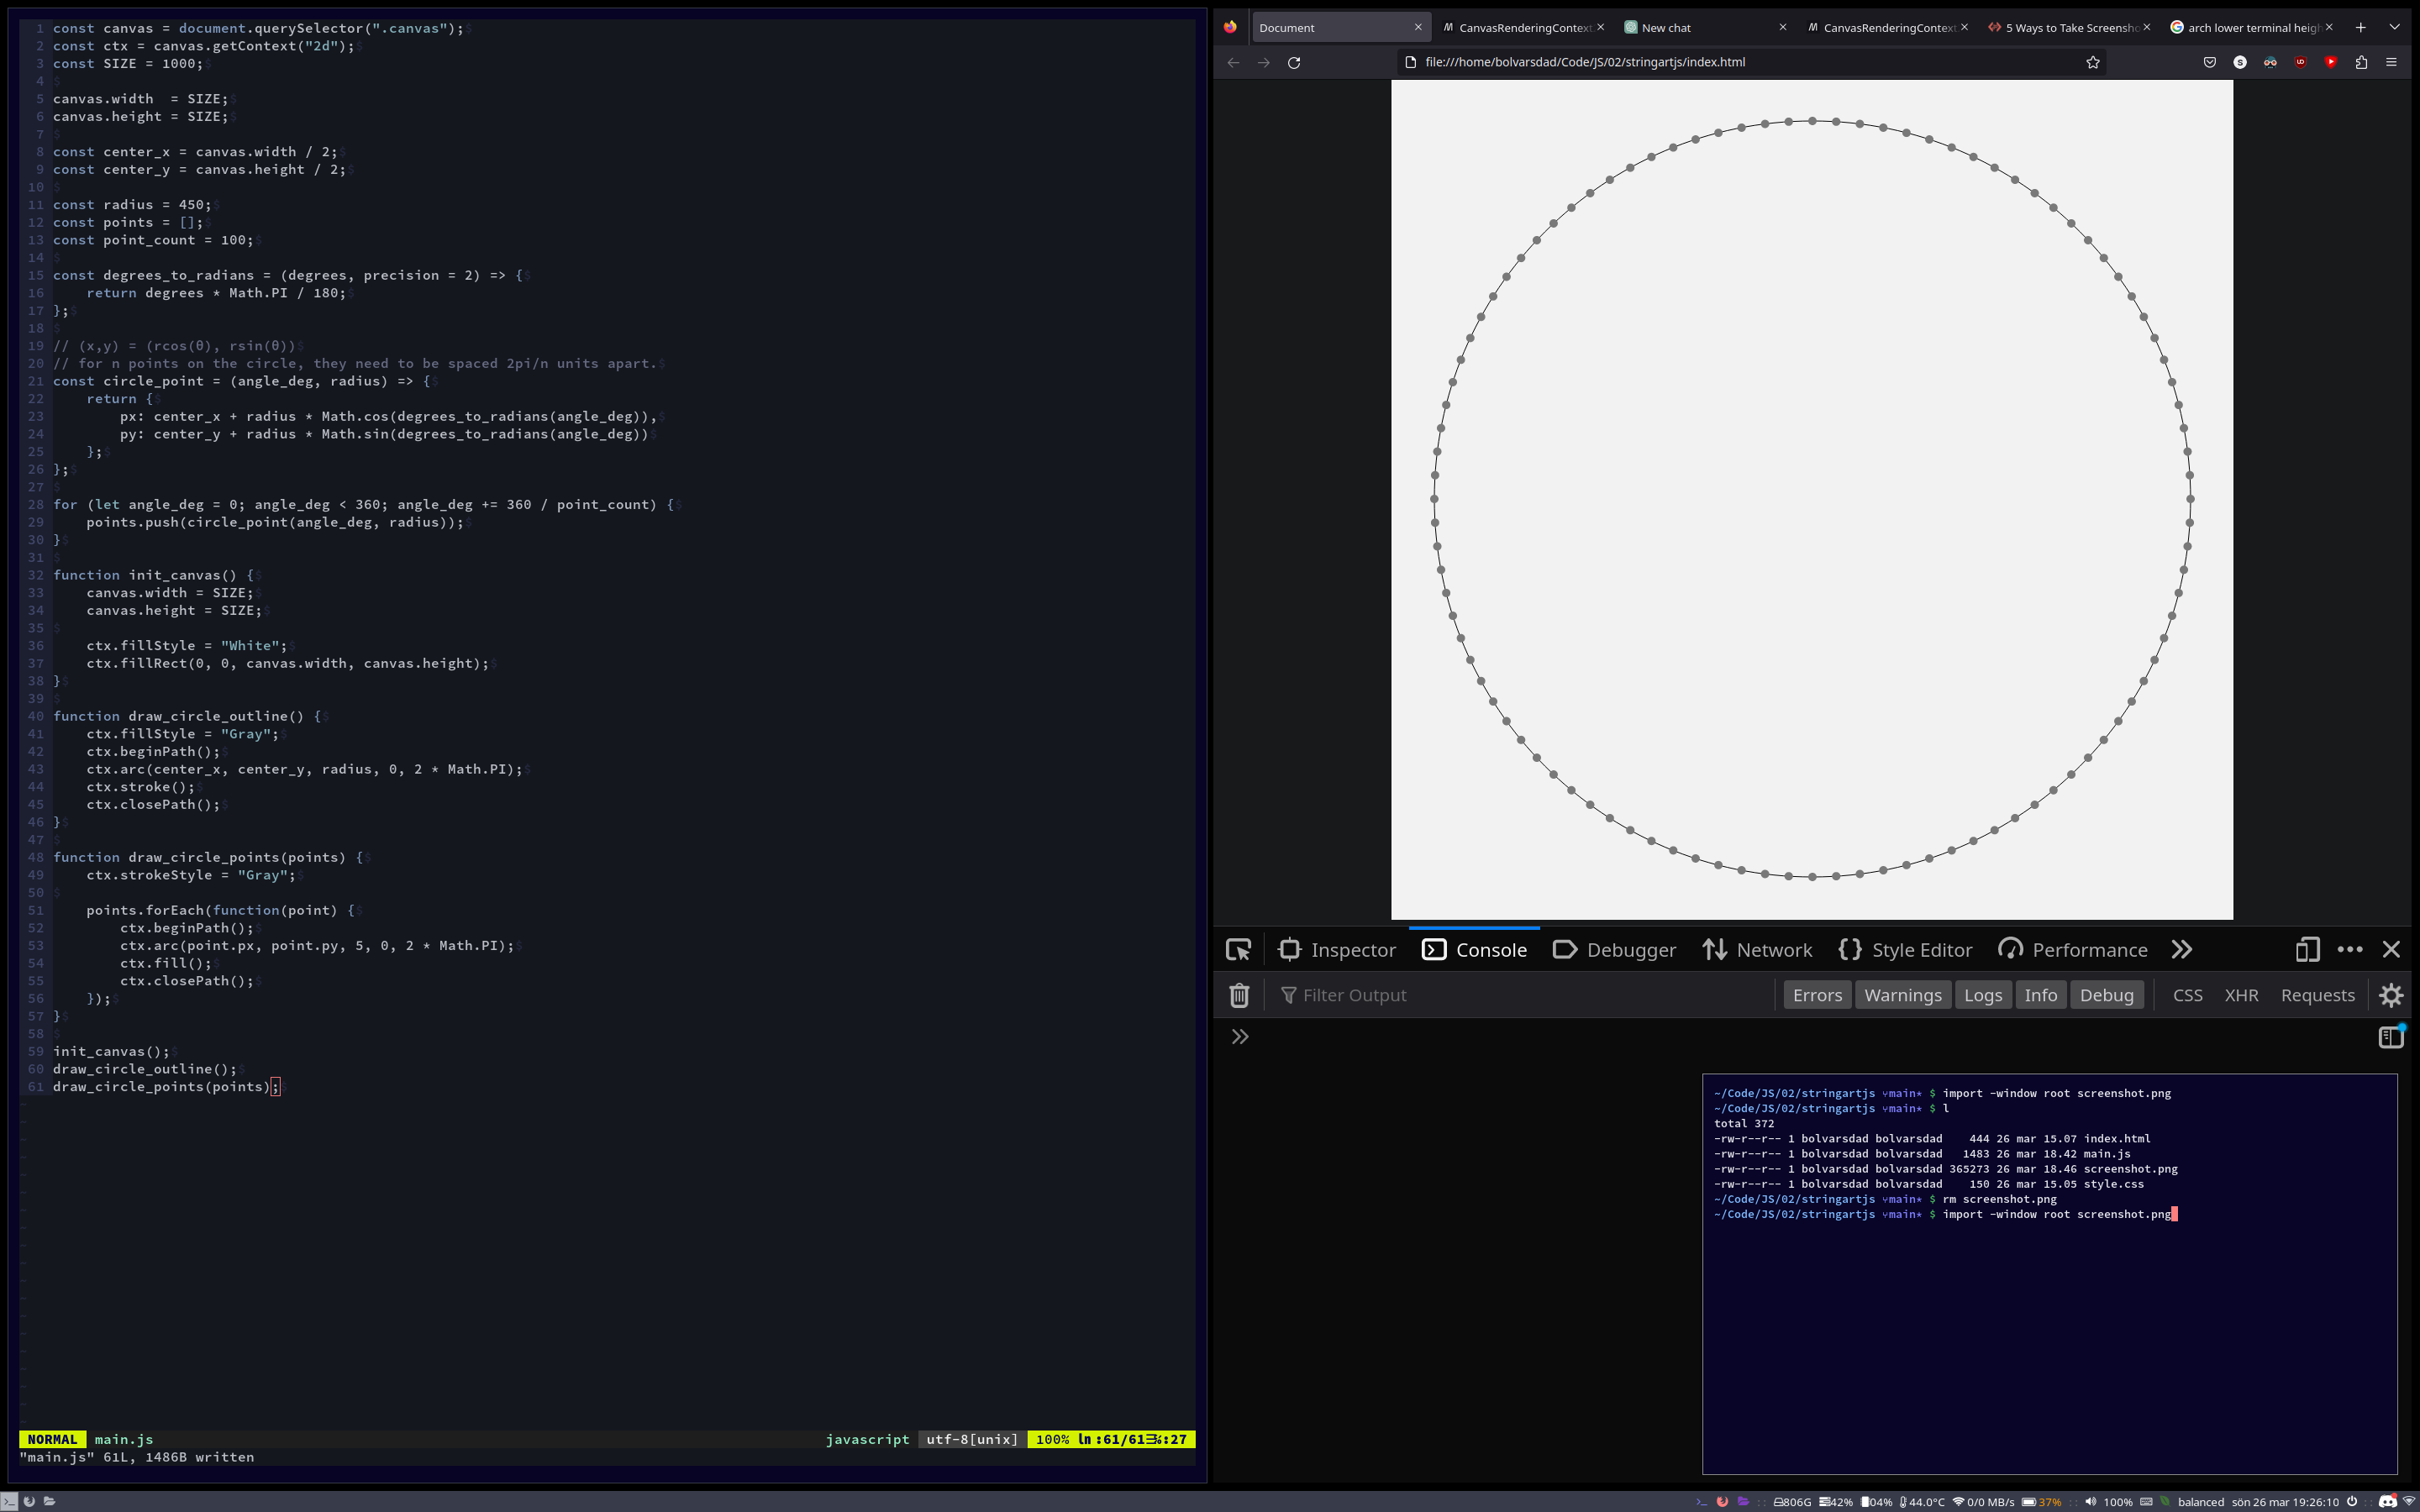 1 const canvas = document.querySelector(".canvas");$
2 const ctx = canvas.getContext("2d");$
3 const SIZE = 1000;$
4 $
5 canvas.width  = SIZE;$
6 canvas.height = SIZE;$
7 $
8 const center_x = canvas.width / 2;$
9 const center_y = canvas.height / 2;$
10 $
11 const radius = 450;$
12 const points = [];$
13 const point_count = 100;$
14 $
15 const degrees_to_radians = (degrees, precision = 2) => {$
16     return degrees * Math.PI / 180;$
17 };$
18 $
19 // (x,y) = (rcos(θ), rsin(θ))$
20 // for n points on the circle, they need to be spaced 2pi/n units apart.$
21 const circle_point = (angle_deg, radius) => {$
22     return {$
23         px: center_x + radius * Math.cos(degrees_to_radians(angle_deg)),$
24         py: center_y + radius * Math.sin(degrees_to_radians(angle_deg))$
25     };$
26 };$
27 $
28 for (let angle_deg = 0; angle_deg < 360; angle_deg += 360 / point_count) {$
29     points.push(circle_point(angle_deg, radius));$
30 }$
31 $
32 function init_canvas() {$
33     canvas.width = SIZE;$
34     canvas.height = SIZE;$
35 $
36     ctx.fillStyle = "White";$
37     ctx.fillRect(0, 0, canvas.width, canvas.height);$
38 }$
39 $
40 function draw_circle_outline() {$
41     ctx.fillStyle = "Gray";$
42     ctx.beginPath();$
43     ctx.arc(center_x, center_y, radius, 0, 2 * Math.PI);$
44     ctx.stroke();$
45     ctx.closePath();$
46 }$
47 $
48 function draw_circle_points(points) {$
49     ctx.strokeStyle = "Gray";$
50 $
51     points.forEach(function(point) {$
52         ctx.beginPath();$
53         ctx.arc(point.px, point.py, 5, 0, 2 * Math.PI);$
54         ctx.fill();$
55         ctx.closePath();$
56     });$
57 }$
58 $
59 init_canvas();$
60 draw_circle_outline();$
61 draw_circle_points(points);$
NORMAL main.js javascript utf-8[unix] 100% ln :61/61 :27
"main.js" 61L, 1486B written
Document CanvasRenderingContext New chat CanvasRenderingContext 5 Ways to Take Screensho arch lower terminal heigh
file:///home/bolvarsdad/Code/JS/02/stringartjs/index.html
Inspector Console Debugger Network Style Editor Performance
Filter Output Errors Warnings Logs Info Debug CSS XHR Requests
~/Code/JS/02/stringartjs main* $ import -window root screenshot.png
~/Code/JS/02/stringartjs main* $ l
total 372
-rw-r--r-- 1 bolvarsdad bolvarsdad    444 26 mar 15.07 index.html
-rw-r--r-- 1 bolvarsdad bolvarsdad   1483 26 mar 18.42 main.js
-rw-r--r-- 1 bolvarsdad bolvarsdad 365273 26 mar 18.46 screenshot.png
-rw-r--r-- 1 bolvarsdad bolvarsdad    150 26 mar 15.05 style.css
~/Code/JS/02/stringartjs main* $ rm screenshot.png
~/Code/JS/02/stringartjs main* $ import -window root screenshot.png
806G 42% 04% 44.0°C 0/0 MB/s 37% 100% balanced sön 26 mar 19:26:10